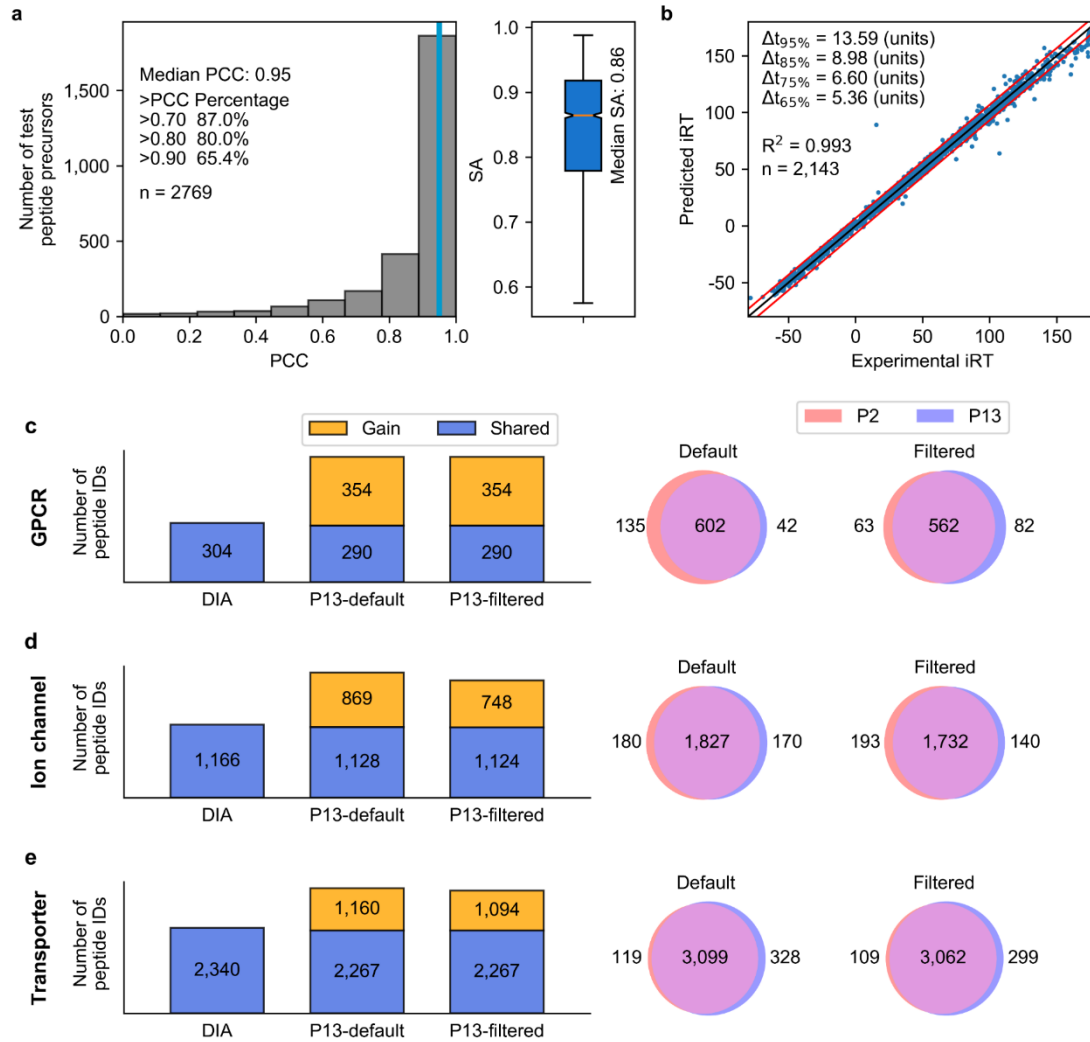 a
Number of test
peptide precursors
1,500
1,000
500
0
Median PCC: 0.95
>PCC Percentage
>0.70 87.0%
>0.80 80.0%
>0.90 65.4%
n = 2769
0.0 0.2 0.4 0.6 0.8 1.0
PCC
SA
1.0
0.9
0.8
0.7
0.6
Median SA: 0.86
b
Predicted iRT
150
100
50
0
-50
Δt95% = 13.59 (units)
Δt85% = 8.98 (units)
Δt75% = 6.60 (units)
Δt65% = 5.36 (units)
R² = 0.993
n = 2,143
-50 0 50 100 150
Experimental iRT
c
Gain Shared
P2 P13
GPCR
Number of
peptide IDs
304
354
290
354
290
DIA P13-default P13-filtered
Default
135 602 42
Filtered
63 562 82
d
Ion channel
Number of
peptide IDs
1,166
869
1,128
748
1,124
DIA P13-default P13-filtered
Default
180 1,827 170
Filtered
193 1,732 140
e
Transporter
Number of
peptide IDs
2,340
1,160
2,267
1,094
2,267
DIA P13-default P13-filtered
Default
119 3,099 328
Filtered
109 3,062 299